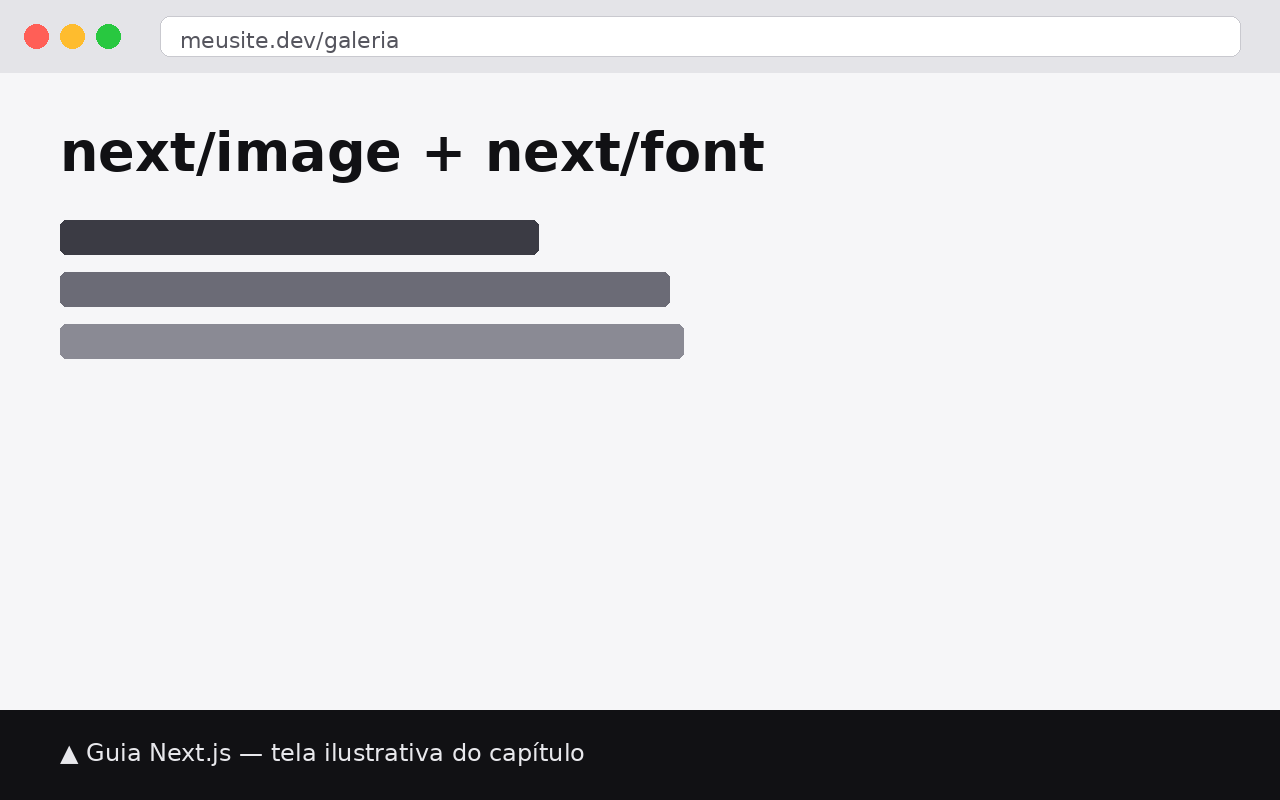 meusite.dev/galeria
next/image + next/font
▲ Guia Next.js — tela ilustrativa do capítulo